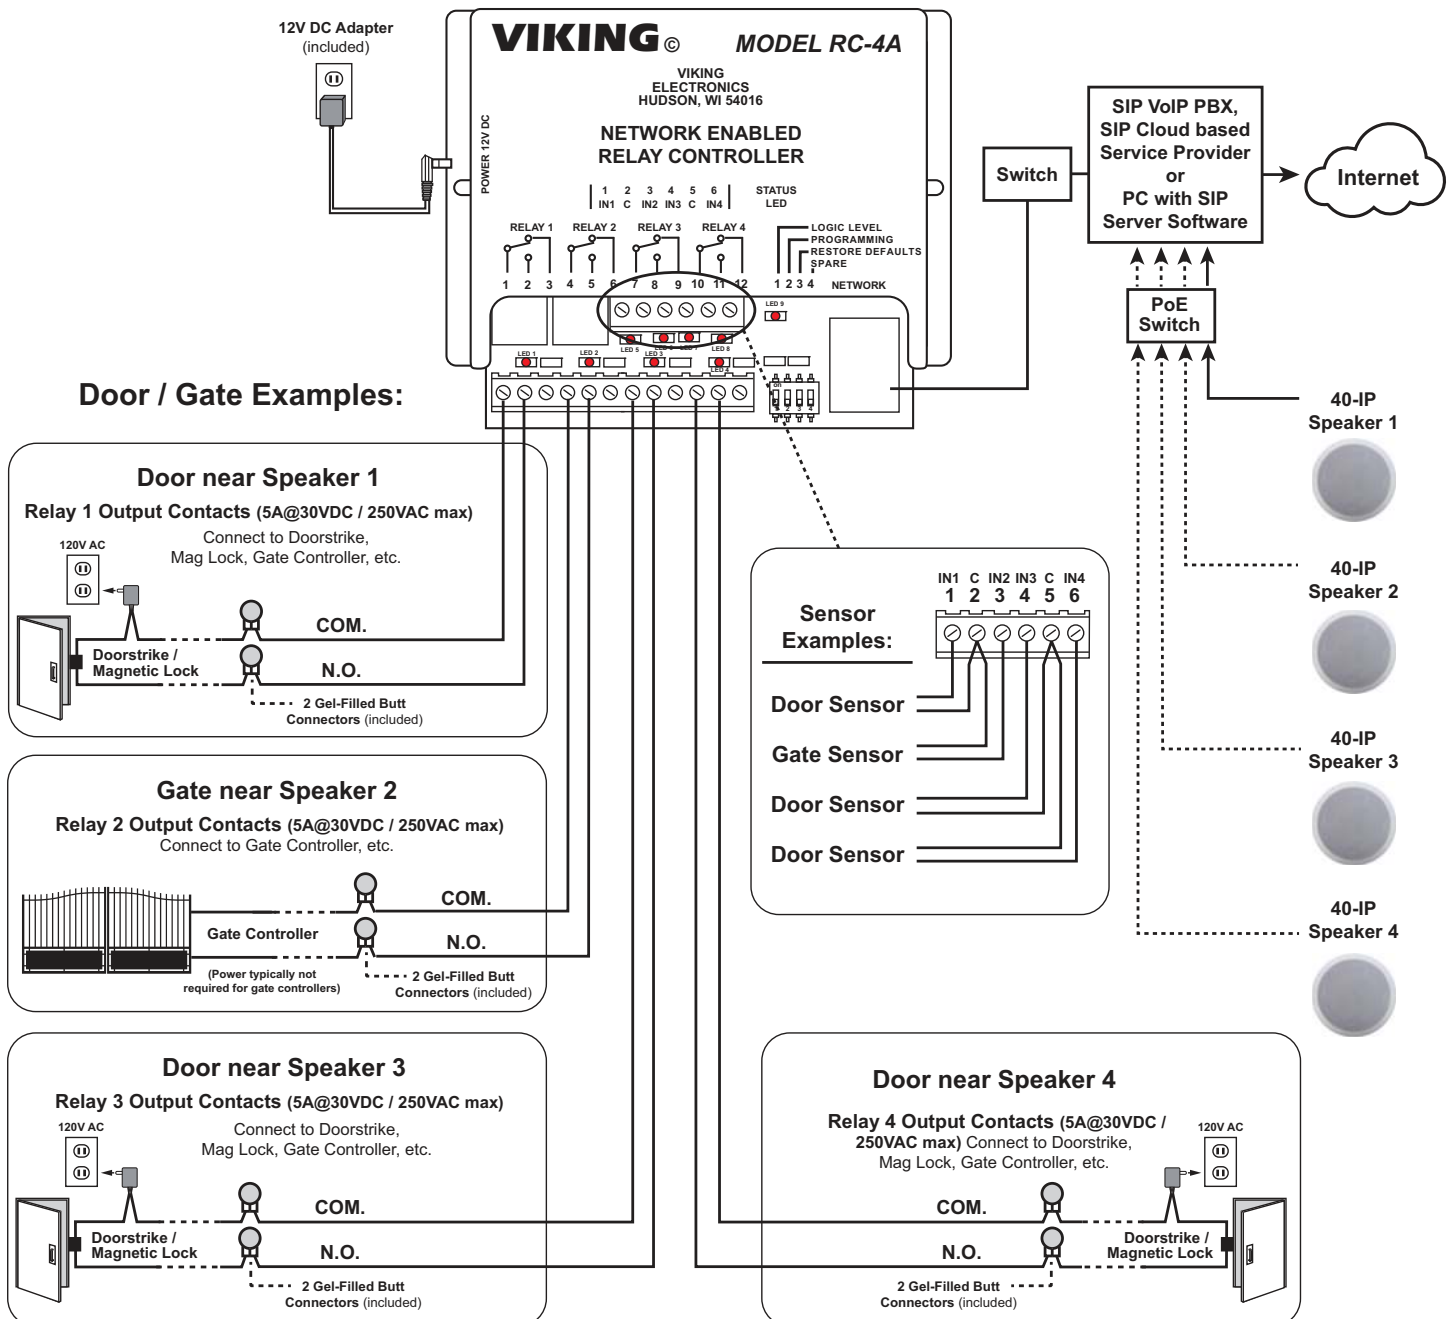 12V DC Adapter
(included)
VIKING © MODEL RC-4A
VIKING
ELECTRONICS
HUDSON, WI 54016
NETWORK ENABLED
RELAY CONTROLLER
POWER 12V DC
1 2 3 4 5 6
IN1 C IN2 IN3 C IN4
STATUS
LED
RELAY 1 RELAY 2 RELAY 3 RELAY 4
LOGIC LEVEL
PROGRAMMING
RESTORE DEFAULTS
SPARE
1 2 3 4 5 6 7 8 9 10 11 12
1 2 3 4
NETWORK
LED 9
LED 5 LED 8
LED 1 LED 2 LED 3
LED 4
on
2 3 4
Switch
SIP VoIP PBX,
SIP Cloud based
Service Provider
or
PC with SIP
Server Software
Internet
PoE
Switch
40-IP
Speaker 1
40-IP
Speaker 2
40-IP
Speaker 3
40-IP
Speaker 4
Door / Gate Examples:
Door near Speaker 1
Relay 1 Output Contacts (5A@30VDC / 250VAC max)
Connect to Doorstrike,
Mag Lock, Gate Controller, etc.
120V AC
COM.
Doorstrike /
Magnetic Lock
N.O.
2 Gel-Filled Butt
Connectors (included)
Gate near Speaker 2
Relay 2 Output Contacts (5A@30VDC / 250VAC max)
Connect to Gate Controller, etc.
COM.
Gate Controller
N.O.
(Power typically not
required for gate controllers)
2 Gel-Filled Butt
Connectors (included)
Door near Speaker 3
Relay 3 Output Contacts (5A@30VDC / 250VAC max)
Connect to Doorstrike,
Mag Lock, Gate Controller, etc.
120V AC
COM.
Doorstrike /
Magnetic Lock
N.O.
2 Gel-Filled Butt
Connectors (included)
Sensor
Examples:
IN1 C IN2 IN3 C IN4
1 2 3 4 5 6
Door Sensor
Gate Sensor
Door Sensor
Door Sensor
Door near Speaker 4
Relay 4 Output Contacts (5A@30VDC /
250VAC max) Connect to Doorstrike,
Mag Lock, Gate Controller, etc.
120V AC
COM.
Doorstrike /
Magnetic Lock
N.O.
2 Gel-Filled Butt
Connectors (included)